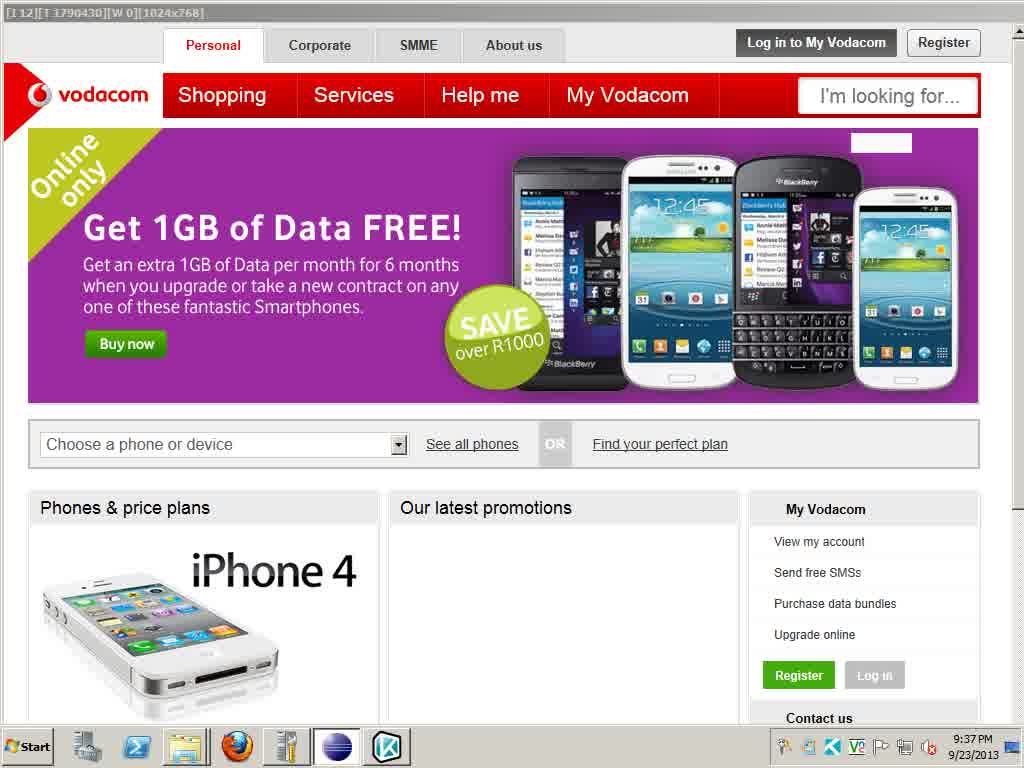 [I 12][T 1790430][W 0][1024x768]
Personal
Corporate
SMME
About us
Log in to My Vodacom
Register
vodacom
Shopping
Services
Help me
My Vodacom
I'm looking for...
Online
only
Get 1GB of Data FREE!
Get an extra 1GB of Data per month for 6 months
when you upgrade or take a new contract on any
one of these fantastic Smartphones.
Buy now
SAVE
over R1000
BlackBerry
SAMSUNG
12:45
BlackBerry
12:45
Choose a phone or device
See all phones
OR
Find your perfect plan
Phones & price plans
iPhone 4
Our latest promotions
My Vodacom
View my account
Send free SMSs
Purchase data bundles
Upgrade online
Register
Log in
Contact us
Start
9:37 PM
9/23/2013